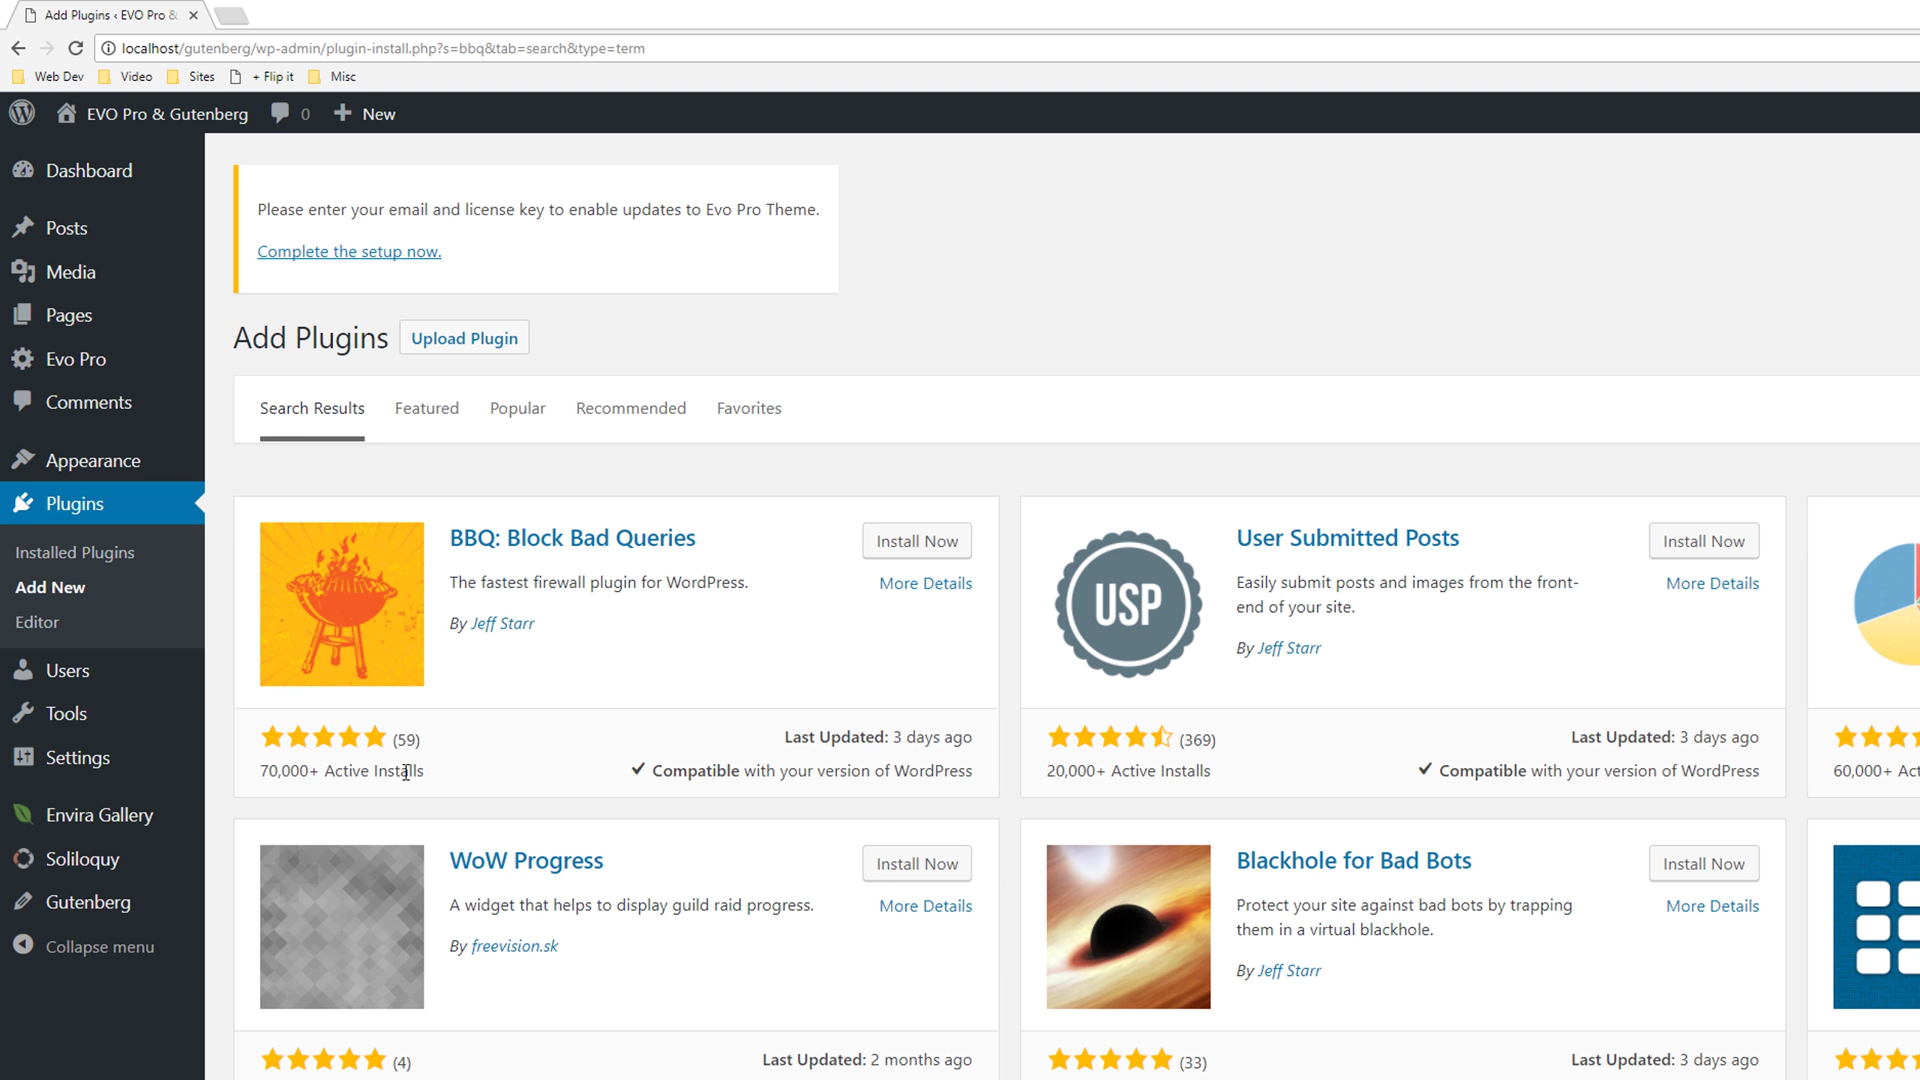 Add Plugins ‹ EVO Pro &
localhost/gutenberg/wp-admin/plugin-install.php?s=bbq&tab=search&type=term
Web Dev Video Sites + Flip it Misc
EVO Pro & Gutenberg 0 New
Dashboard
Posts
Media
Pages
Evo Pro
Comments
Appearance
Plugins
Installed Plugins
Add New
Editor
Users
Tools
Settings
Envira Gallery
Soliloquy
Gutenberg
Collapse menu
Please enter your email and license key to enable updates to Evo Pro Theme.
Complete the setup now.
Add Plugins Upload Plugin
Search Results Featured Popular Recommended Favorites
BBQ: Block Bad Queries
Install Now
The fastest firewall plugin for WordPress.
More Details
By Jeff Starr
(59)
Last Updated: 3 days ago
70,000+ Active Installs
Compatible with your version of WordPress
USP
User Submitted Posts
Install Now
Easily submit posts and images from the front-
end of your site.
More Details
By Jeff Starr
(369)
Last Updated: 3 days ago
20,000+ Active Installs
Compatible with your version of WordPress
60,000+ Act
WoW Progress
Install Now
A widget that helps to display guild raid progress.
More Details
By freevision.sk
(4)
Last Updated: 2 months ago
Blackhole for Bad Bots
Install Now
Protect your site against bad bots by trapping
them in a virtual blackhole.
More Details
By Jeff Starr
(33)
Last Updated: 3 days ago